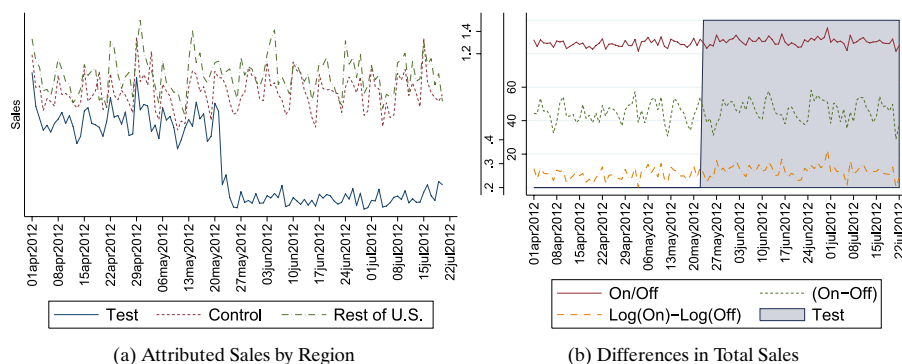 Sales
01apr2012
08apr2012
15apr2012
22apr2012
29apr2012
06may2012
13may2012
20may2012
27may2012
03jun2012
10jun2012
17jun2012
24jun2012
01jul2012
08jul2012
15jul2012
22jul2012
Test Control Rest of U.S.
(a) Attributed Sales by Region
1.2 1.4
.2 .3 .4
20 40 60
01apr2012
08apr2012
15apr2012
22apr2012
29apr2012
06may2012
13may2012
20may2012
27may2012
03jun2012
10jun2012
17jun2012
24jun2012
01jul2012
08jul2012
15jul2012
22jul2012
On/Off (On−Off)
Log(On)−Log(Off) Test
(b) Differences in Total Sales